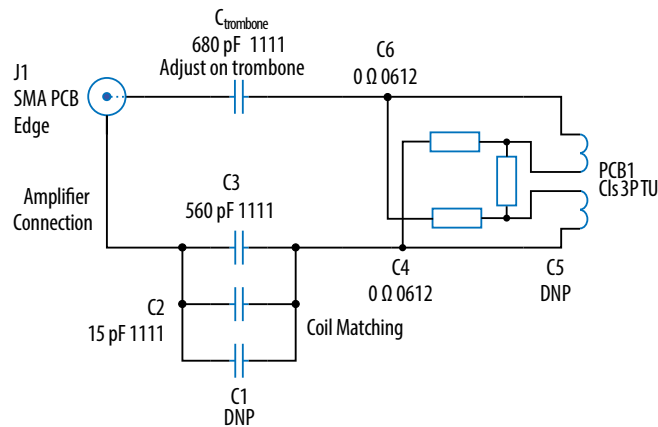 C trombone
680 pF 1111
Adjust on trombone
J1
SMA PCB
Edge
C6
0 Ω 0612
PCB1
Cls 3P TU
Amplifier
Connection
C3
560 pF 1111
C4
0 Ω 0612
C5
DNP
C2
15 pF 1111
Coil Matching
C1
DNP